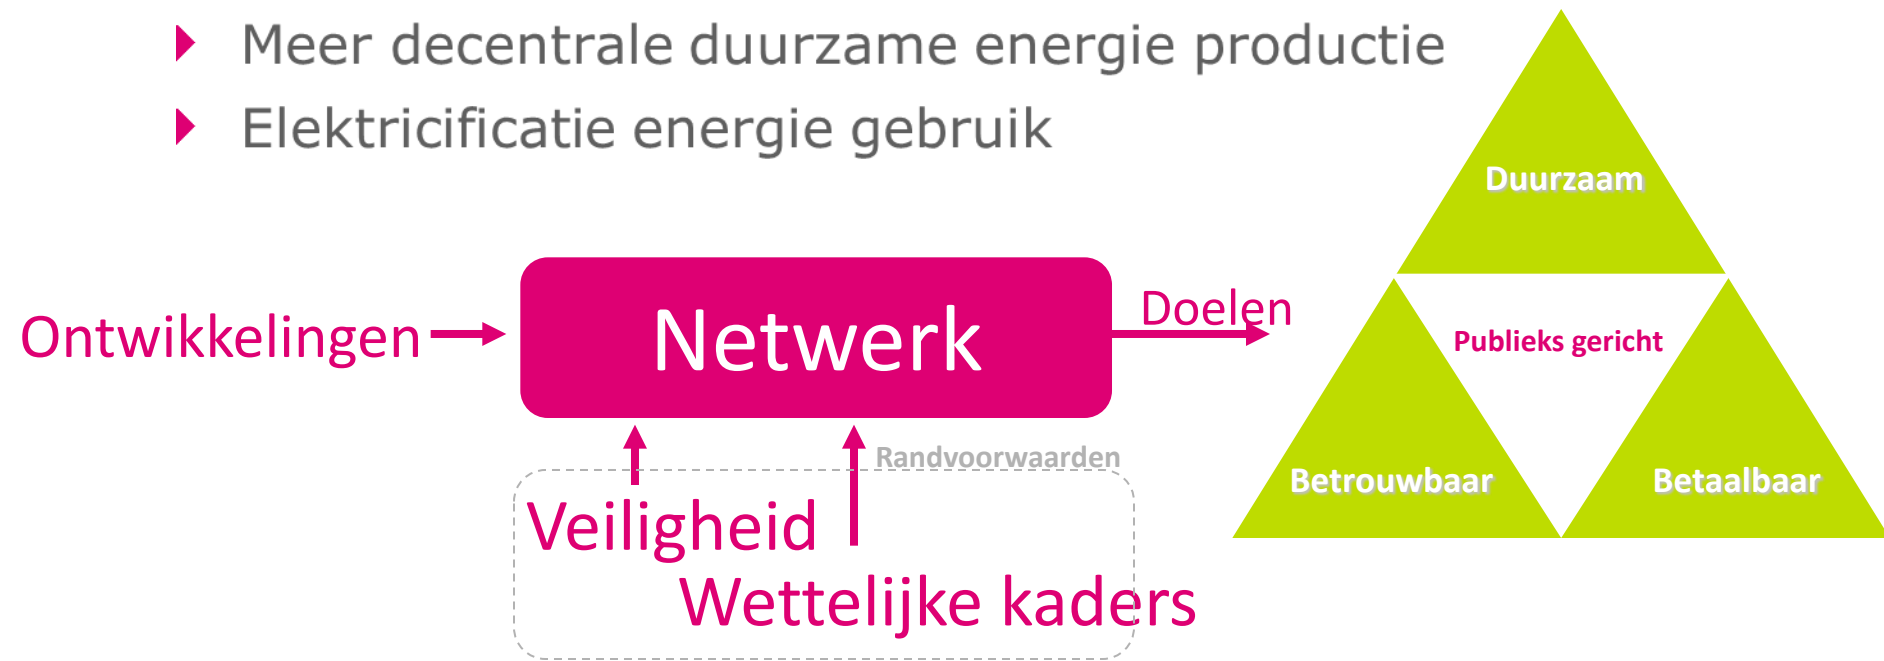 Meer decentrale duurzame energie productie
Elektricificatie energie gebruik
Duurzaam
Ontwikkelingen
Netwerk
Doelen
Publieks gericht
Randvoorwaarden
Betrouwbaar
Betaalbaar
Veiligheid
Wettelijke kaders